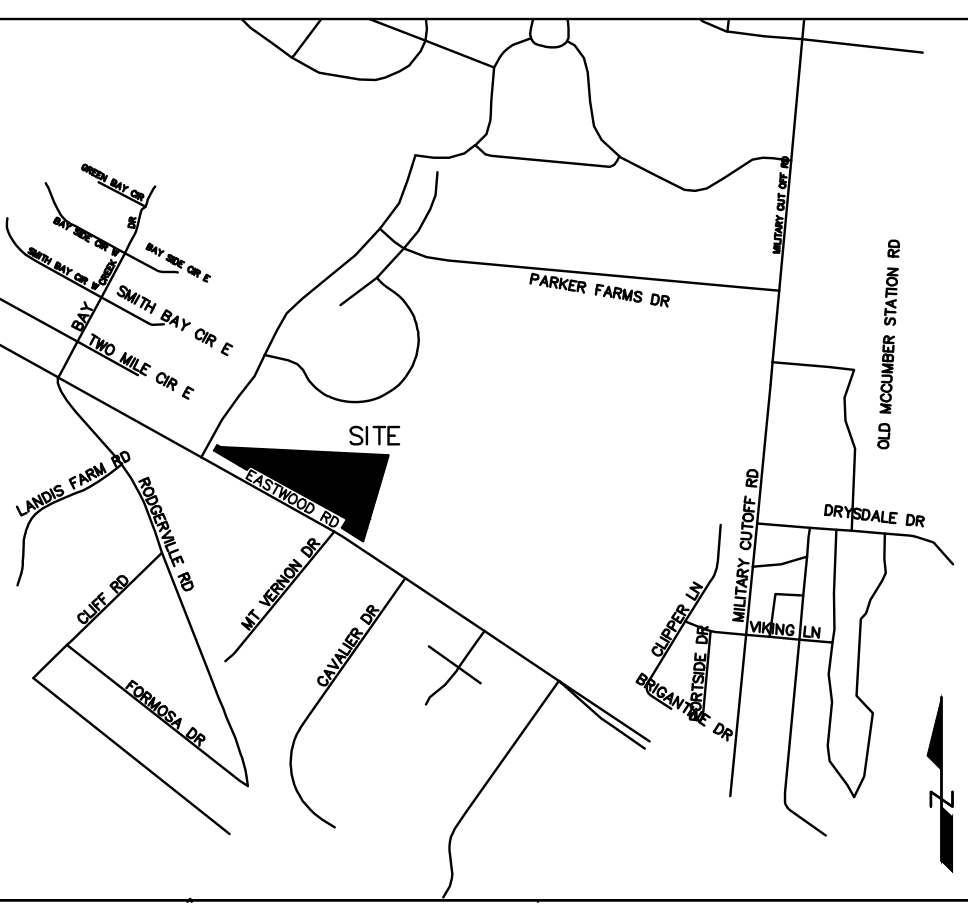 GREEN BAY CIR
DR
BAY SIDE CIR W
BAY SIDE CIR E
SMITH BAY CIR W
CREEK
SMITH BAY CIR E
BAY
TWO MILE CIR E
PARKER FARMS DR
MILITARY CUT OFF RD
OLD MCCUMBER STATION RD
SITE
EASTWOOD RD
LANDIS FARM RD
RODGERVILLE RD
CLIFF RD
MT VERNON DR
CAVALIER DR
FORMOSA DR
MILITARY CUTOFF RD
DRYSDALE DR
CLIPPER LN
VIKING LN
PORTSIDE DR
BRIGANTINE DR
N